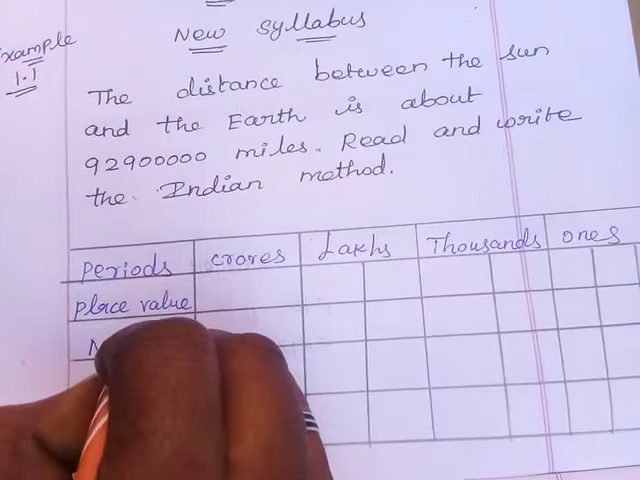 Example
1.1
New Syllabus
The distance between the sun
and the Earth is about
92900000 miles. Read and write
the Indian method.
Periods crores Lakhs Thousands ones
place value